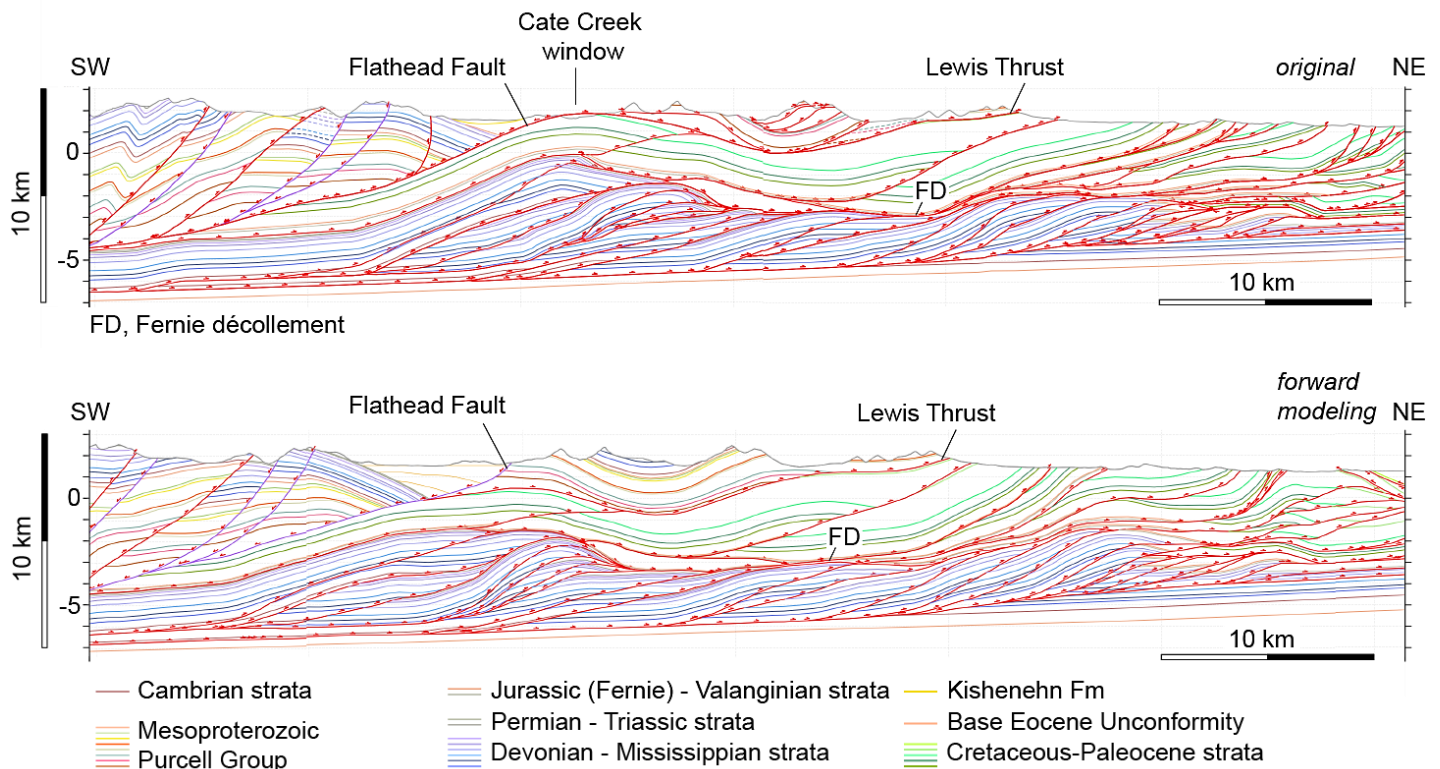 Cate Creek
window
SW
Flathead Fault
Lewis Thrust
original
NE
10 km
0
-5
FD
10 km
FD, Fernie décollement
forward
modeling
SW
Flathead Fault
Lewis Thrust
NE
10 km
0
-5
FD
10 km
Cambrian strata
Mesoproterozoic
Purcell Group
Jurassic (Fernie) - Valanginian strata
Permian - Triassic strata
Devonian - Mississippian strata
Kishenehn Fm
Base Eocene Unconformity
Cretaceous-Paleocene strata